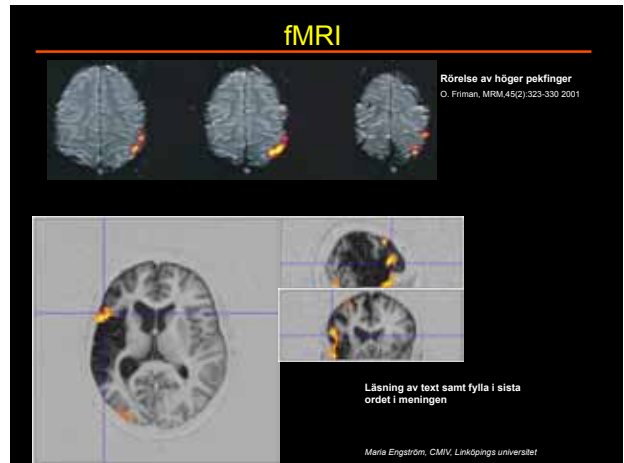 fMRI
Rörelse av höger pekfinger
O. Friman, MRM,45(2):323-330 2001
Läsning av text samt fylla i sista
ordet i meningen
Maria Engström, CMIV, Linköpings universitet